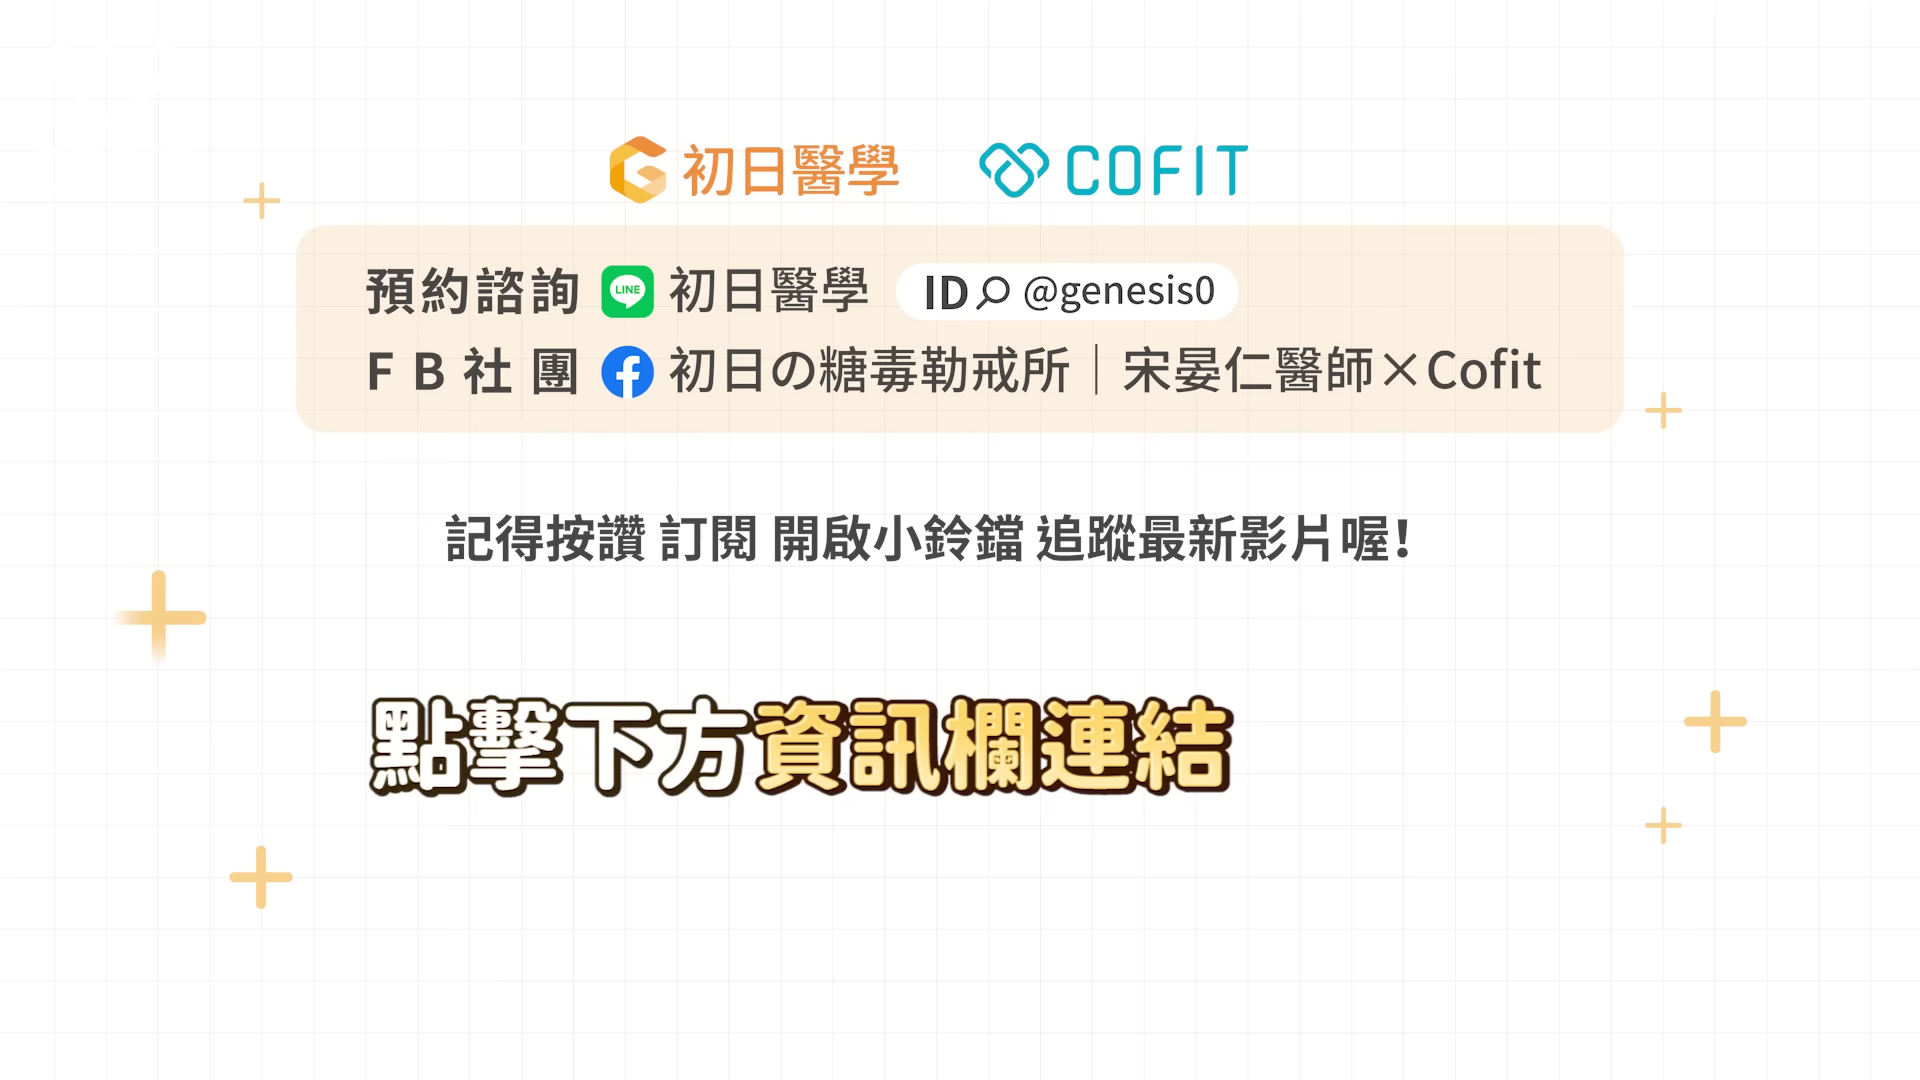 初日醫學 COFIT
預約諮詢 LINE 初日醫學 ID @genesis0
FB社團 初日の糖毒勒戒所｜宋晏仁醫師×Cofit
記得按讚 訂閱 開啟小鈴鐺 追蹤最新影片喔！
點擊下方資訊欄連結